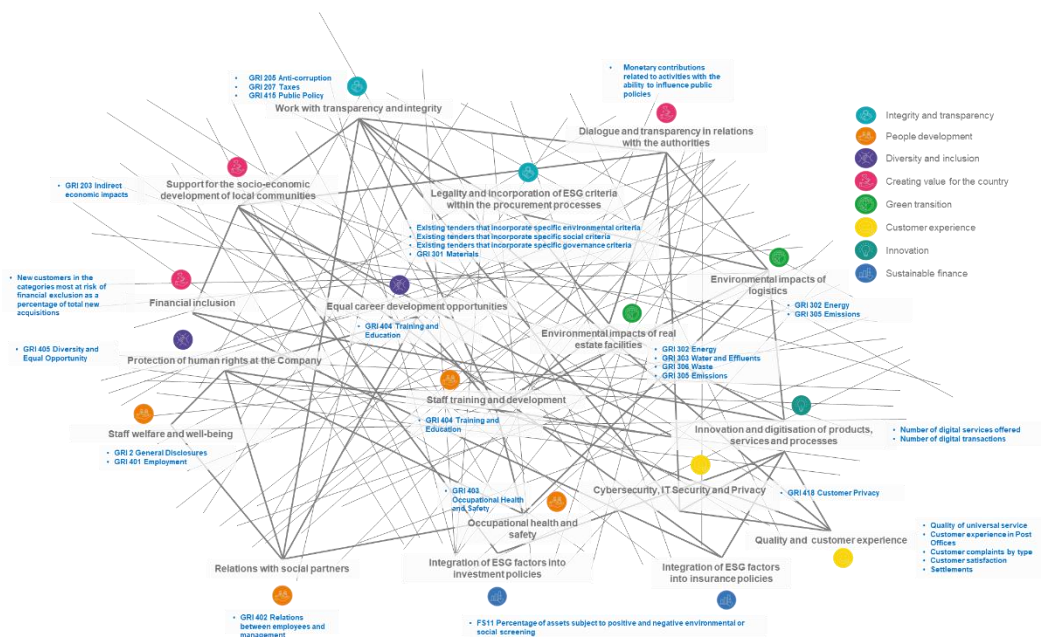 GRI 205 Anti-corruption
GRI 207 Taxes
GRI 415 Public Policy
Work with transparency and integrity
Monetary contributions
related to activities with the
ability to influence public
policies
Dialogue and transparency in relations
with the authorities
Integrity and transparency
People development
Diversity and inclusion
Creating value for the country
Green transition
Customer experience
Innovation
Sustainable finance
GRI 203 Indirect
economic impacts
Support for the socio-economic
development of local communities
Legality and incorporation of ESG criteria
within the procurement processes
Existing tenders that incorporate specific environmental criteria
Existing tenders that incorporate specific social criteria
Existing tenders that incorporate specific governance criteria
GRI 301 Materials
New customers in the
categories most at risk of
financial exclusion as a
percentage of total new
acquisitions
Financial inclusion
Equal career development opportunities
GRI 404 Training and
Education
Environmental impacts of
logistics
GRI 302 Energy
GRI 305 Emissions
Environmental impacts of real
estate facilities
GRI 302 Energy
GRI 303 Water and Effluents
GRI 306 Waste
GRI 305 Emissions
GRI 405 Diversity and
Equal Opportunity
Protection of human rights at the Company
Staff training and development
GRI 404 Training and
Education
Staff welfare and well-being
GRI 2 General Disclosures
GRI 401 Employment
Innovation and digitisation of products,
services and processes
Number of digital services offered
Number of digital transactions
GRI 403
Occupational Health
and Safety
Occupational health and
safety
Cybersecurity, IT Security and Privacy
GRI 418 Customer Privacy
Quality and customer experience
Quality of universal service
Customer experience in Post
Offices
Customer complaints by type
Customer satisfaction
Settlements
Relations with social partners
GRI 402 Relations
between employees and
management
Integration of ESG factors into
investment policies
Integration of ESG factors
into insurance policies
FS11 Percentage of assets subject to positive and negative environmental or
social screening